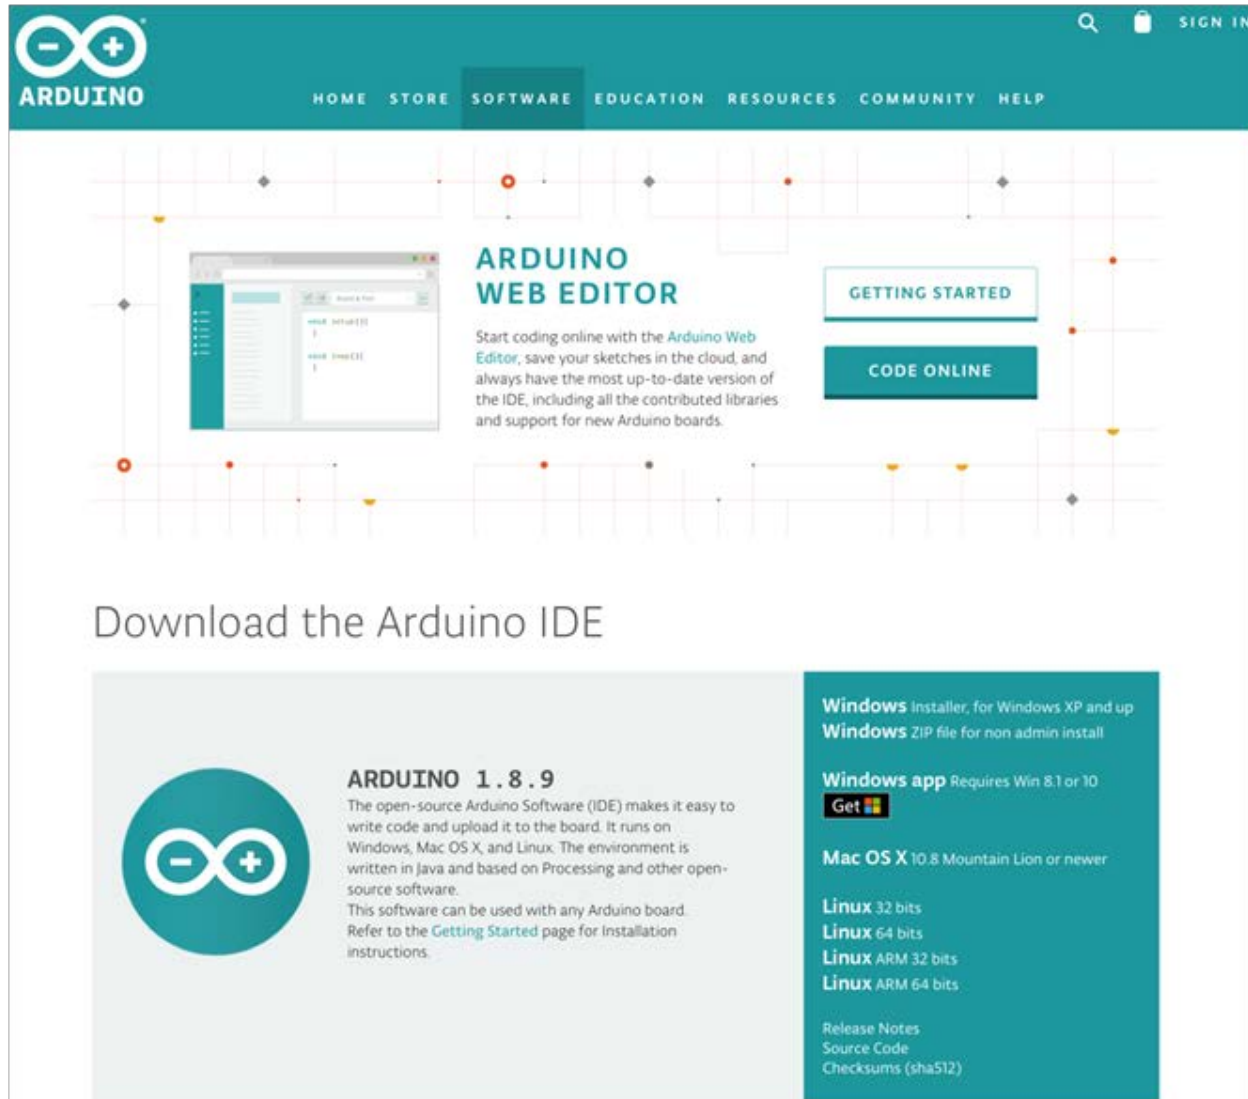 SIGN IN
ARDUINO
HOME STORE SOFTWARE EDUCATION RESOURCES COMMUNITY HELP
ARDUINO
WEB EDITOR
Start coding online with the Arduino Web
Editor, save your sketches in the cloud, and
always have the most up-to-date version of
the IDE, including all the contributed libraries
and support for new Arduino boards.
void setup(){
}
void loop(){
}
GETTING STARTED
CODE ONLINE
Download the Arduino IDE
ARDUINO 1.8.9
The open-source Arduino Software (IDE) makes it easy to
write code and upload it to the board. It runs on
Windows, Mac OS X, and Linux. The environment is
written in Java and based on Processing and other open-
source software.
This software can be used with any Arduino board.
Refer to the Getting Started page for Installation
instructions.
Windows Installer, for Windows XP and up
Windows ZIP file for non admin install
Windows app Requires Win 8.1 or 10
Get
Mac OS X 10.8 Mountain Lion or newer
Linux 32 bits
Linux 64 bits
Linux ARM 32 bits
Linux ARM 64 bits
Release Notes
Source Code
Checksums (sha512)